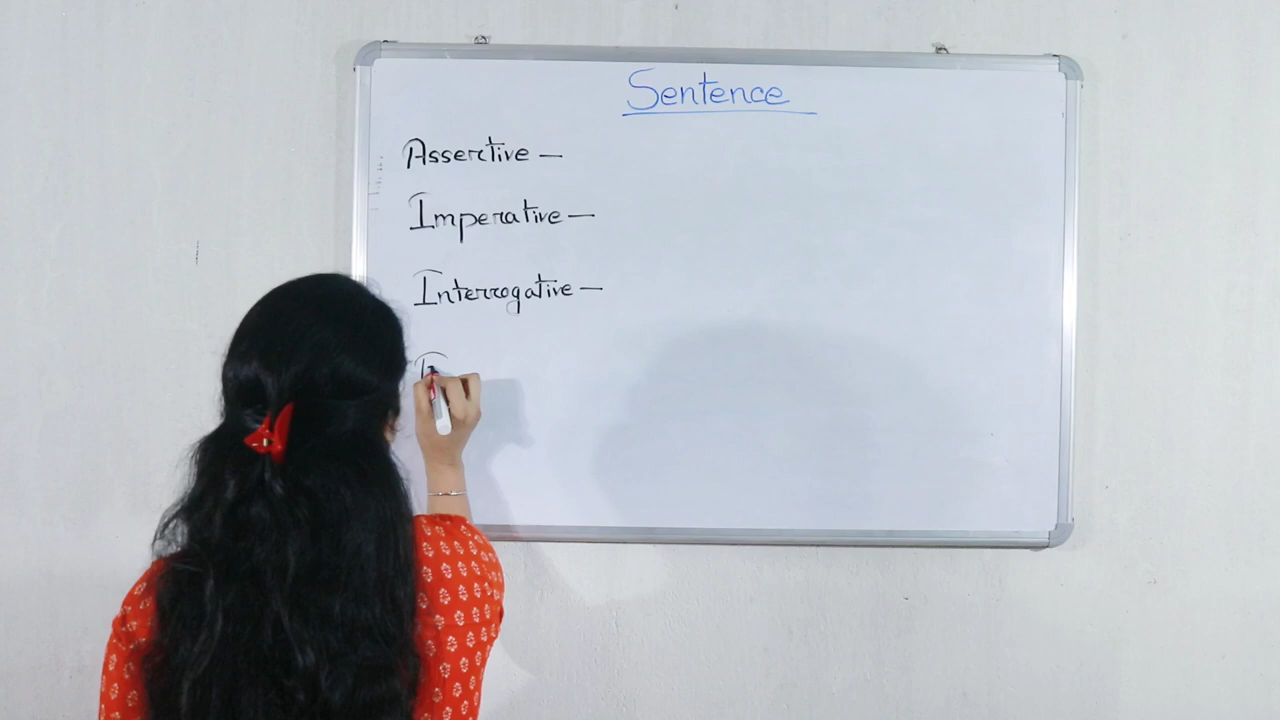 Sentence
Assertive —
Imperative —
Interrogative —